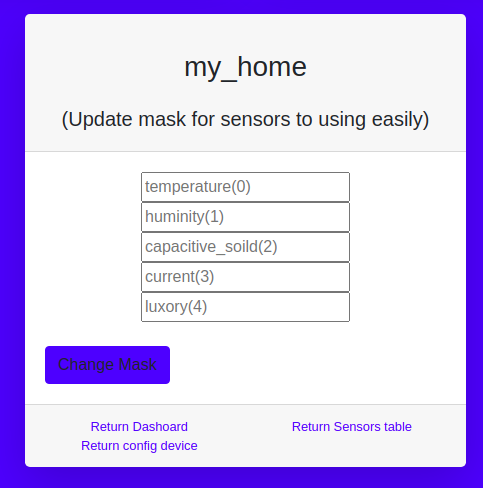 my_home
(Update mask for sensors to using easily)
temperature(0)
huminity(1)
capacitive_soild(2)
current(3)
luxory(4)
Change Mask
Return Dashoard
Return Sensors table
Return config device